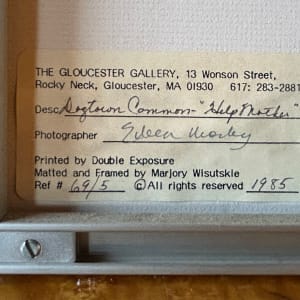 THE GLOUCESTER GALLERY, 13 Wonson Street,
Rocky Neck, Gloucester, MA 01930 617: 283-2881
Desc Dogtown Common - "Help Mother"
Photographer Eileen
Printed by Double Exposure
Matted and Framed by Marjory Wisutskie
Ref # 69/5 ©All rights reserved 1985